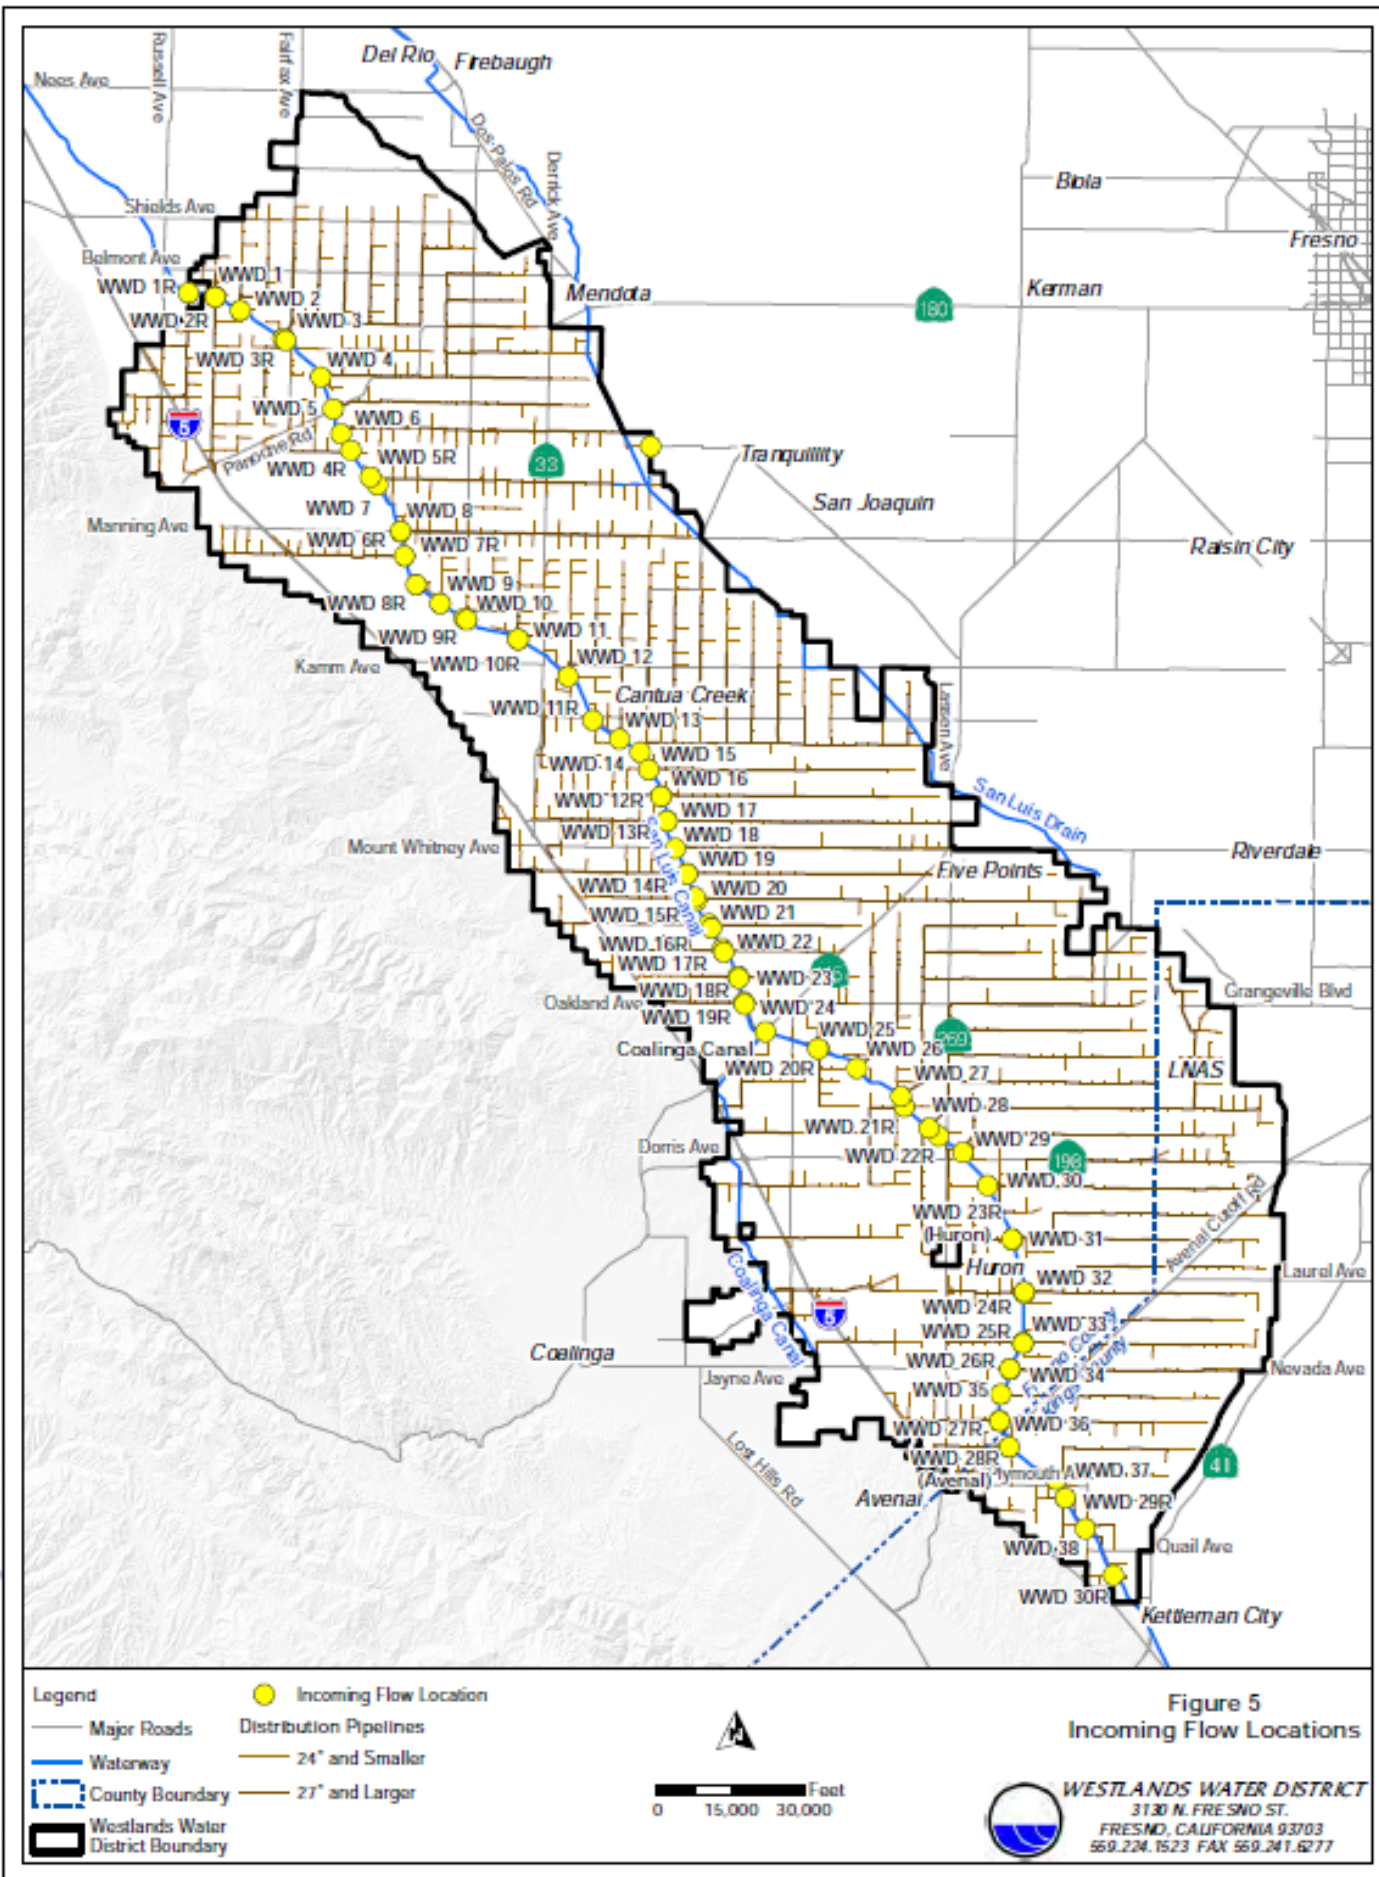 Del Rio
Firebaugh
Russell Ave
Fairfax Ave
Nees Ave
Dos Palos Rd
Derrick Ave
Biola
Shields Ave
Fresno
Belmont Ave
WWD 1
WWD 1R
WWD 2
Mendota
Kerman
180
WWD 2R
WWD 3
WWD 3R
WWD 4
WWD 5
WWD 6
5
Panoche Rd
WWD 4R
WWD 5R
33
Tranquillity
WWD 7
WWD 8
San Joaquin
Manning Ave
WWD 6R
WWD 7R
Raisin City
WWD 8R
WWD 9
WWD 10
WWD 9R
WWD 11
WWD 10R
Kamm Ave
WWD 12
Cantua Creek
WWD 11R
WWD 13
Lassen Ave
WWD 14
WWD 15
WWD 16
WWD 12R
WWD 17
San Luis Drain
WWD 13R
WWD 18
San Luis Canal
Mount Whitney Ave
WWD 19
Five Points
Riverdale
WWD 14R
WWD 20
WWD 15R
WWD 21
WWD 16R
WWD 22
WWD 17R
WWD 23
WWD 18R
Grangeville Blvd
Oakland Ave
WWD 24
WWD 19R
WWD 25
Coalinga Canal
WWD 26
269
WWD 20R
WWD 27
LNAS
WWD 28
WWD 21R
WWD 29
Dorris Ave
WWD 22R
198
WWD 30
WWD 23R
(Huron)
WWD 31
Avenal Cutoff Rd
Huron
WWD 32
Laurel Ave
Coalinga Canal
WWD 24R
5
WWD 33
WWD 25R
County
Kings County
Coalinga
WWD 26R
WWD 34
Nevada Ave
Jayne Ave
WWD 35
WWD 27R
WWD 36
Lost Hills Rd
WWD 28R
(Avenal)
WWD 37
41
Avenal
WWD 29R
WWD 38
Quail Ave
WWD 30R
Kettleman City
Legend
Major Roads
Waterway
County Boundary
Westlands Water
District Boundary
Incoming Flow Location
Distribution Pipelines
24" and Smaller
27" and Larger
N
Feet
0 15,000 30,000
Figure 5
Incoming Flow Locations
WESTLANDS WATER DISTRICT
3130 N. FRESNO ST.
FRESNO, CALIFORNIA 93703
559.224.1523 FAX 559.241.6277